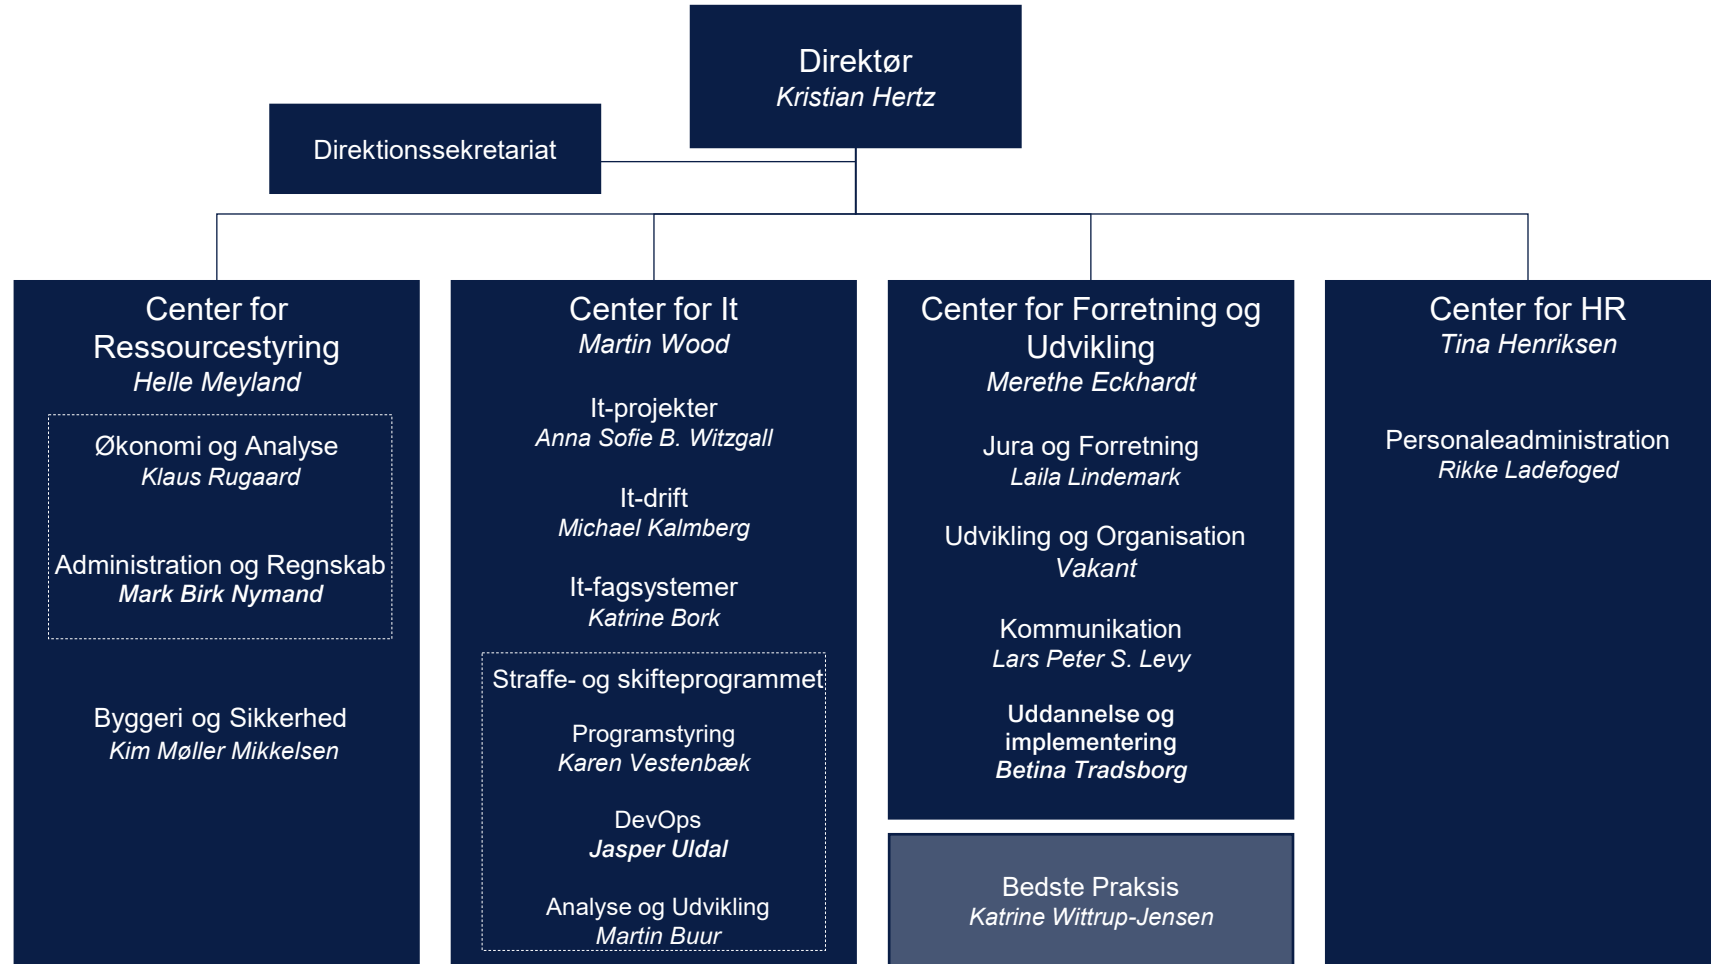 Direktør
Kristian Hertz
Direktionssekretariat
Center for
Ressourcestyring
Helle Meyland
Økonomi og Analyse
Klaus Rugaard
Administration og Regnskab
Mark Birk Nymand
Byggeri og Sikkerhed
Kim Møller Mikkelsen
Center for It
Martin Wood
It-projekter
Anna Sofie B. Witzgall
It-drift
Michael Kalmberg
It-fagsystemer
Katrine Bork
Straffe- og skifteprogrammet
Programstyring
Karen Vestenbæk
DevOps
Jasper Uldal
Analyse og Udvikling
Martin Buur
Center for Forretning og
Udvikling
Merethe Eckhardt
Jura og Forretning
Laila Lindemark
Udvikling og Organisation
Vakant
Kommunikation
Lars Peter S. Levy
Uddannelse og
implementering
Betina Tradsborg
Bedste Praksis
Katrine Wittrup-Jensen
Center for HR
Tina Henriksen
Personaleadministration
Rikke Ladefoged